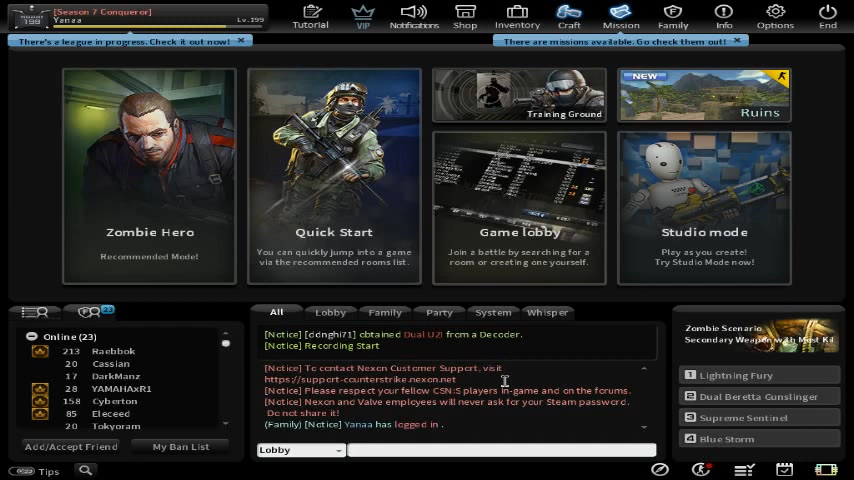 [Season 7 Conqueror]
Yanaa
Lv.199
Tutorial
VIP
Notifications
Shop
Inventory
Craft
Mission
Family
Info
Options
End
There's a league in progress. Check it out now!
There are missions available. Go check them out!
Zombie Hero
Recommended Mode!
Quick Start
You can quickly jump into a game
via the recommended rooms list.
Training Ground
Game lobby
Join a battle by searching for a
room or creating one yourself.
NEW
Ruins
Studio mode
Play as you create!
Try Studio Mode now!
23
Online (23)
213 Raebbok
20 Cassian
17 DarkManz
28 YAMAHAxR1
158 Cyberton
85 Eleceed
20 Tokyoram
Add/Accept Friend
My Ban List
Tips
All
Lobby
Family
Party
System
Whisper
[Notice] [ddnghi71] obtained Dual UZI from a Decoder.
[Notice] Recording Start
[Notice] To contact Nexon Customer Support, visit
https://support-counterstrike.nexon.net
[Notice] Please respect your fellow CSN:S players in-game and on the forums.
[Notice] Nexon and Valve employees will never ask for your Steam password.
Do not share it!
(Family) [Notice] Yanaa has logged in .
Lobby
Zombie Scenario
Secondary Weapon with Most Kil
1 Lightning Fury
2 Dual Beretta Gunslinger
3 Supreme Sentinel
4 Blue Storm